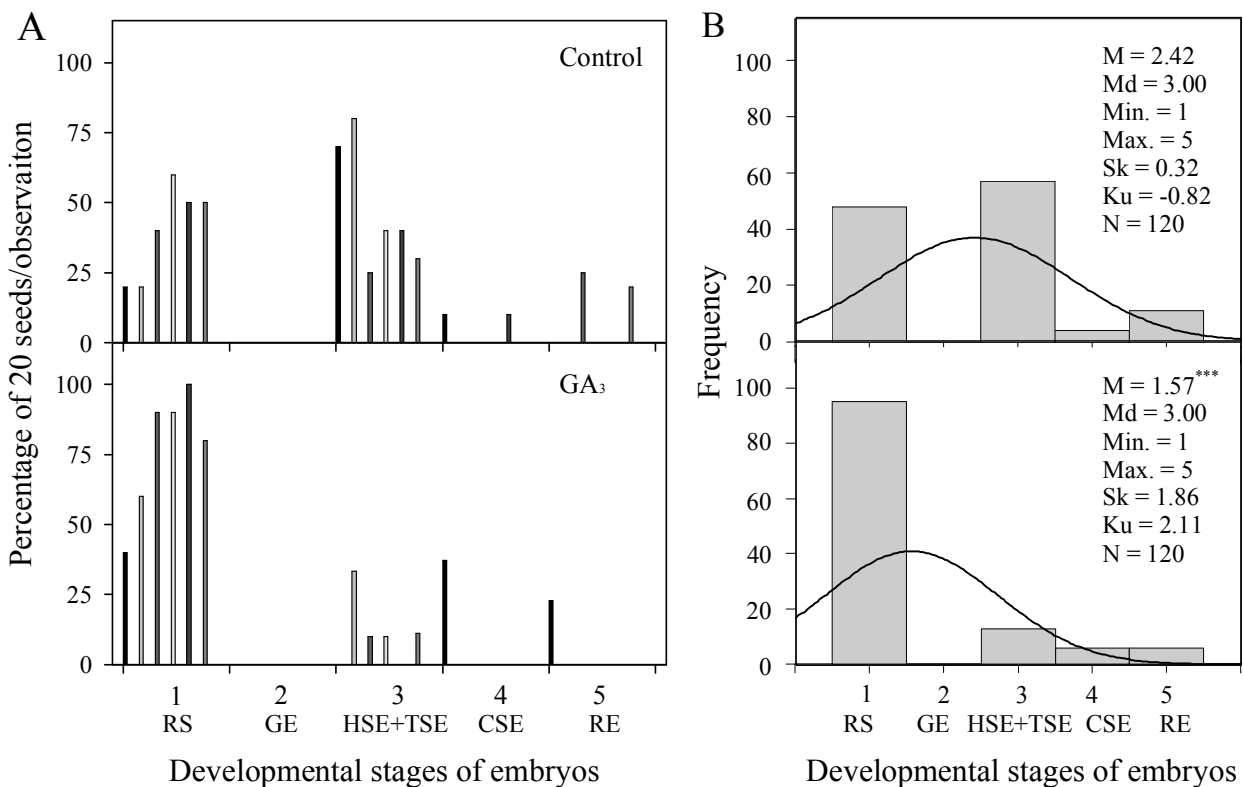 A
Percentage of 20 seeds/observaiton
Control
100
75
50
25
0
GA₃
100
75
50
25
0
1 2 3 4 5
RS GE HSE+TSE CSE RE
Developmental stages of embryos
B
Frequency
100
80
60
40
20
0
M = 2.42
Md = 3.00
Min. = 1
Max. = 5
Sk = 0.32
Ku = -0.82
N = 120
100
80
60
40
20
0
M = 1.57***
Md = 3.00
Min. = 1
Max. = 5
Sk = 1.86
Ku = 2.11
N = 120
1 2 3 4 5
RS GE HSE+TSE CSE RE
Developmental stages of embryos